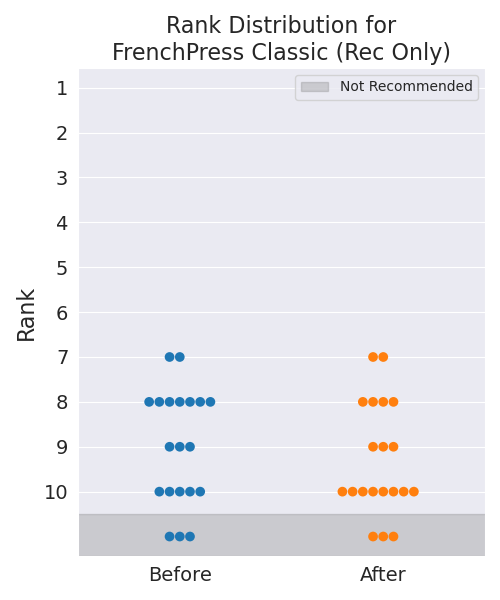 Rank Distribution for
FrenchPress Classic (Rec Only)
Not Recommended
1
2
3
4
5
6
7
8
9
10
Rank
Before After